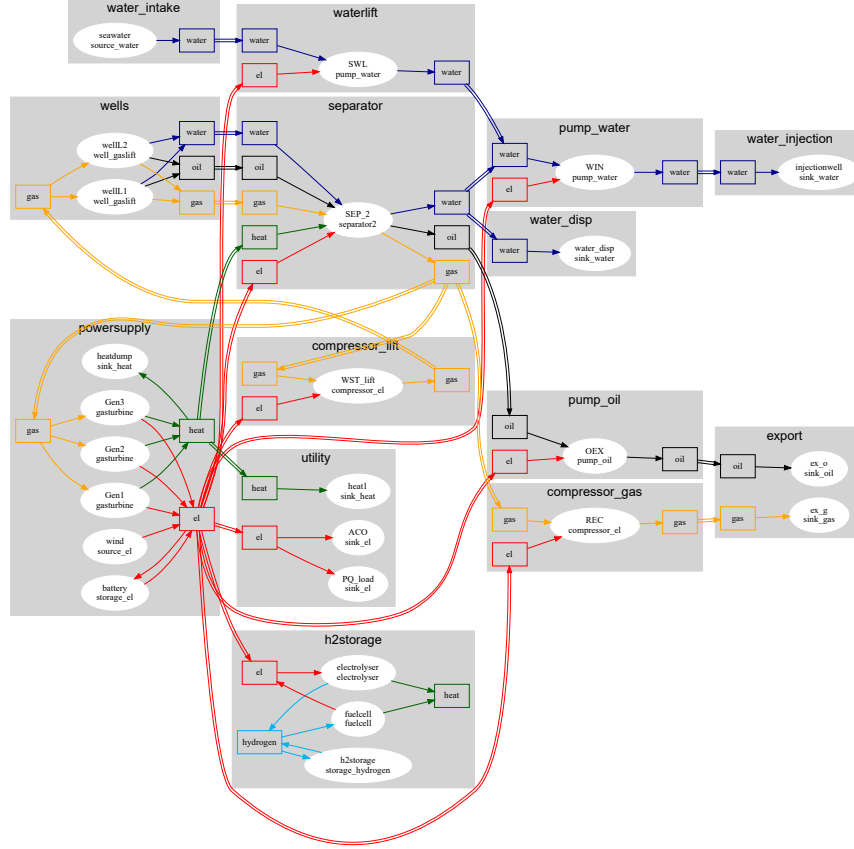 water_intake
seawater
source_water
water
waterlift
water
el
SWL
pump_water
water
wells
wellL2
well_gaslift
wellL1
well_gaslift
gas
water
oil
gas
separator
water
oil
gas
heat
el
SEP_2
separator2
water
oil
gas
pump_water
water
el
WIN
pump_water
water
water_injection
water
injectionwell
sink_water
water_disp
water
water_disp
sink_water
powersupply
heatdump
sink_heat
Gen3
gasturbine
Gen2
gasturbine
Gen1
gasturbine
wind
source_el
battery
storage_el
gas
heat
el
compressor_lift
gas
el
WST_lift
compressor_el
gas
utility
heat
el
heat1
sink_heat
ACO
sink_el
PQ_load
sink_el
pump_oil
oil
el
OEX
pump_oil
oil
compressor_gas
gas
el
REC
compressor_el
gas
export
oil
gas
ex_o
sink_oil
ex_g
sink_gas
h2storage
el
hydrogen
electrolyser
electrolyser
fuelcell
fuelcell
h2storage
storage_hydrogen
heat